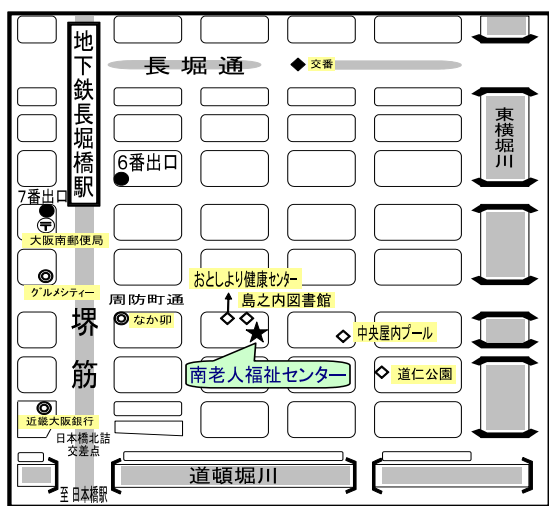 地下鉄長堀橋駅
長堀通
交番
東横堀川
6番出口
7番出口
〒
大阪南郵便局
グルメシティー
おとしより健康センター
周防町通
島之内図書館
なか卯
堺筋
中央屋内プール
南老人福祉センター
道仁公園
近畿大阪銀行
日本橋北詰
交差点
道頓堀川
至 日本橋駅